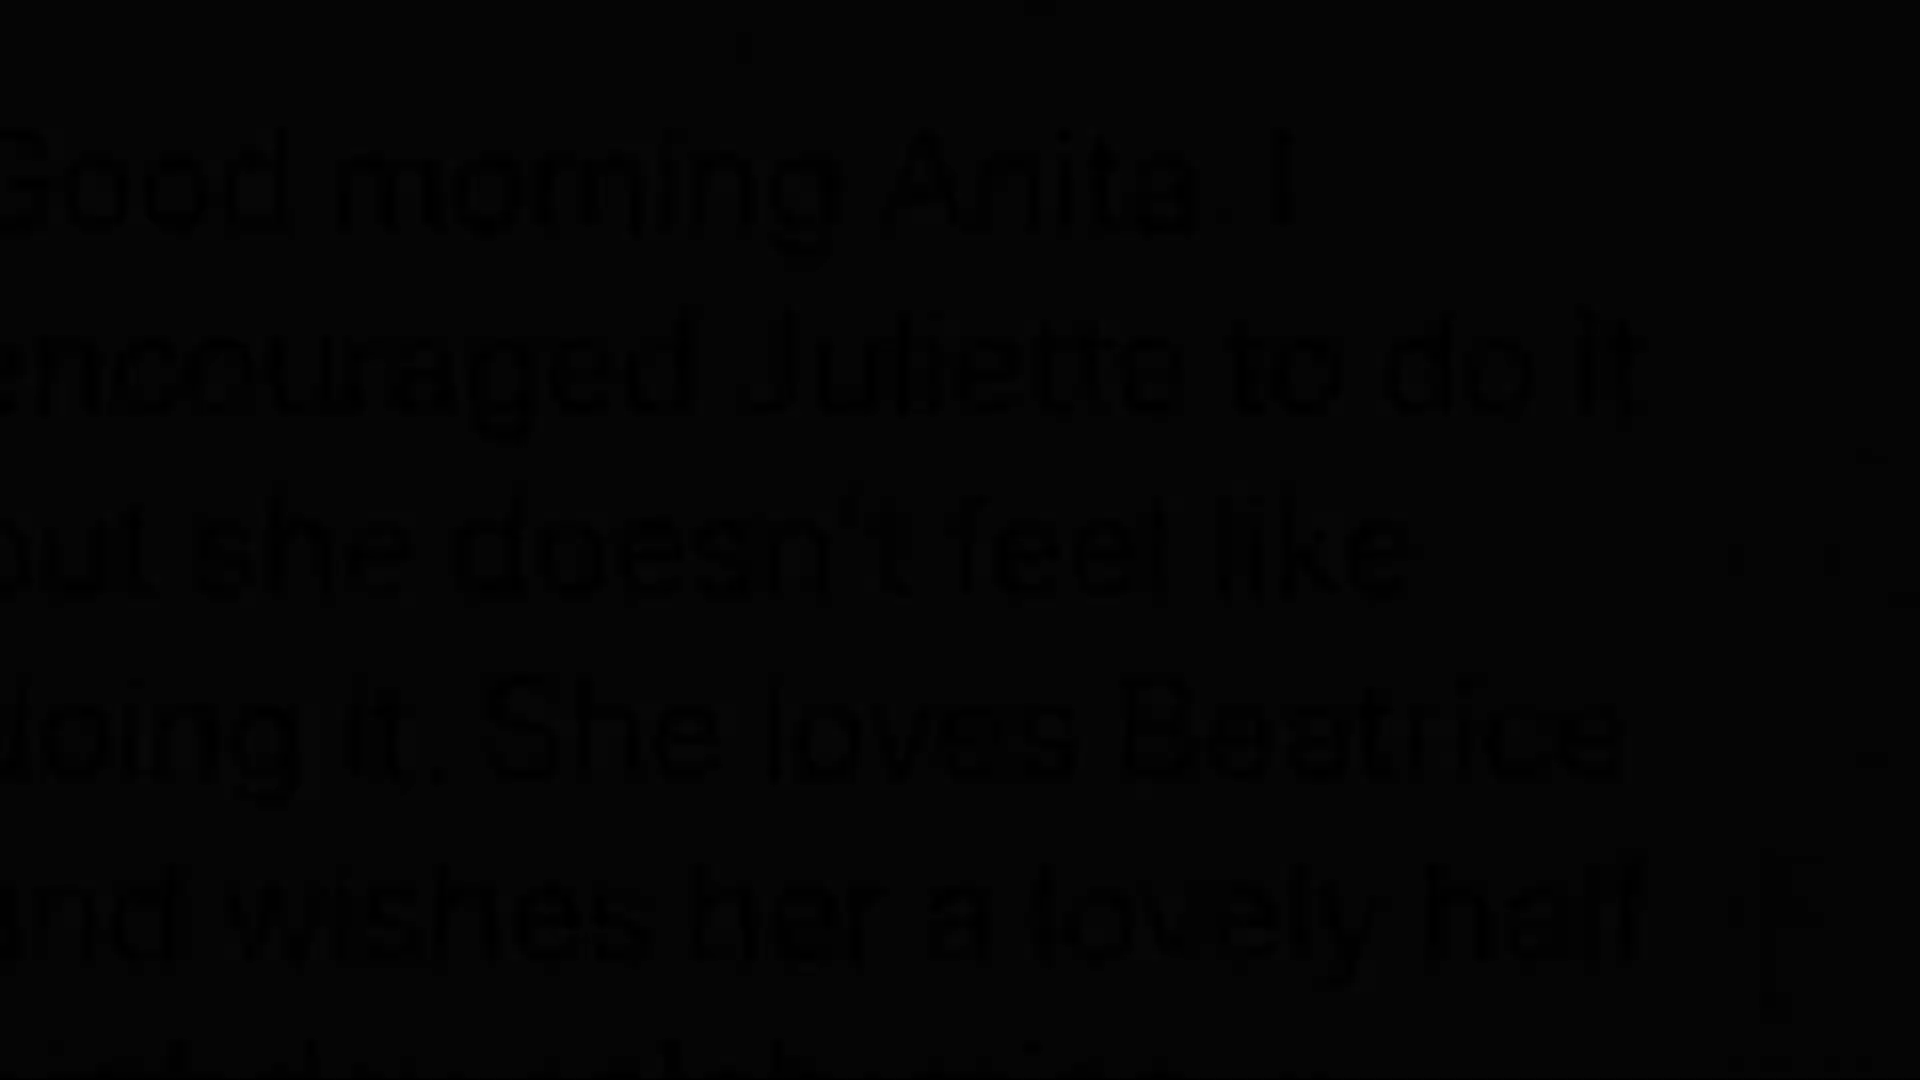 Good morning Anita. I
encouraged Juliette to do it
but she doesn't feel like
doing it. She loves Beatrice
and wishes her a lovely half